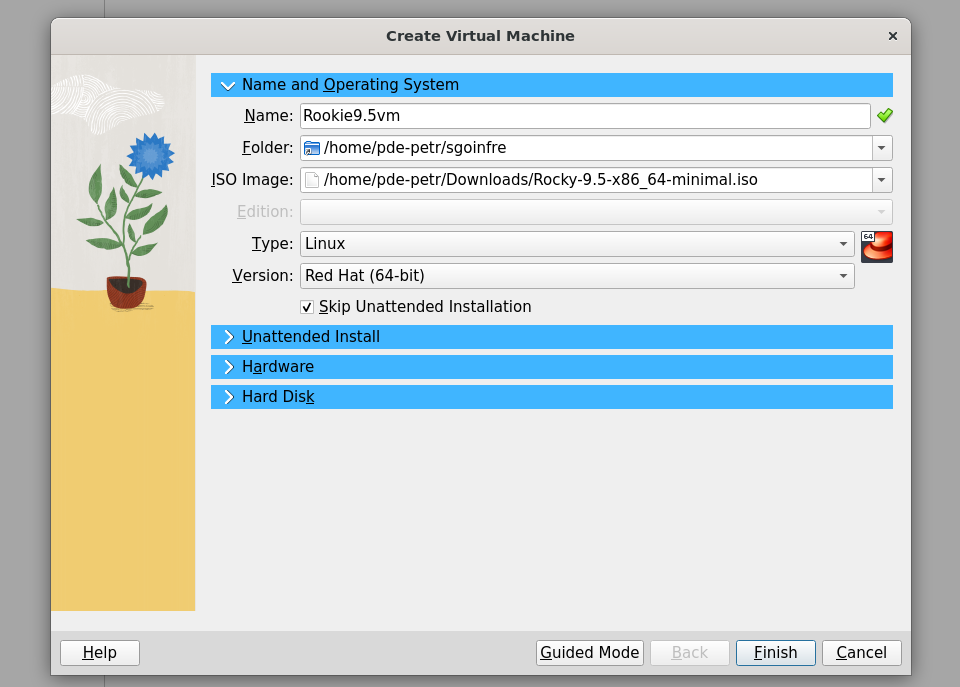 Create Virtual Machine
Name and Operating System
Name: Rookie9.5vm
Folder: /home/pde-petr/sgoinfre
ISO Image: /home/pde-petr/Downloads/Rocky-9.5-x86_64-minimal.iso
Edition:
Type: Linux
64
Version: Red Hat (64-bit)
Skip Unattended Installation
Unattended Install
Hardware
Hard Disk
Help Guided Mode Back Finish Cancel